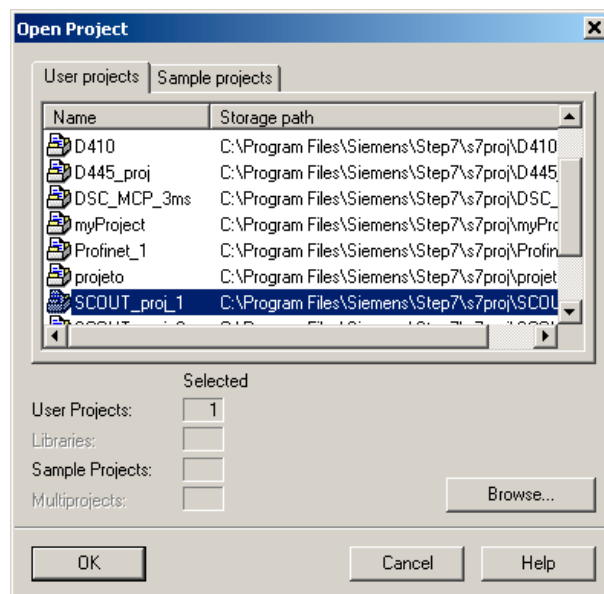 Open Project
User projects Sample projects
Name Storage path
D410 C:\Program Files\Siemens\Step7\s7proj\D410
D445_proj C:\Program Files\Siemens\Step7\s7proj\D445_
DSC_MCP_3ms C:\Program Files\Siemens\Step7\s7proj\DSC_
myProject C:\Program Files\Siemens\Step7\s7proj\myPro
Profinet_1 C:\Program Files\Siemens\Step7\s7proj\Profin
projeto C:\Program Files\Siemens\Step7\s7proj\projet
SCOUT_proj_1 C:\Program Files\Siemens\Step7\s7proj\SCOU
Selected
User Projects: 1
Libraries:
Sample Projects:
Multiprojects:
Browse...
OK Cancel Help